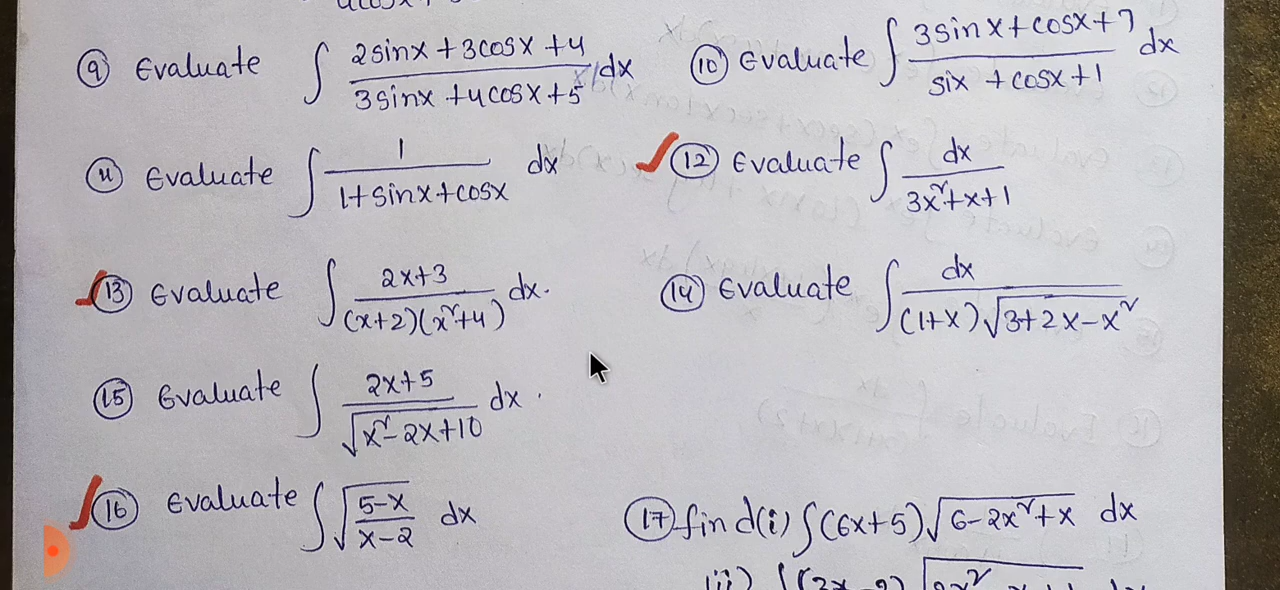 ⑨ Evaluate ∫ (2sinx + 3cosx + 4)/(3sinx + 4cosx + 5) dx
⑩ Evaluate ∫ (3sinx + cosx + 7)/(six + cosx + 1) dx
⑪ Evaluate ∫ 1/(1 + sinx + cosx) dx
⑫ Evaluate ∫ dx/(3x² + x + 1)
⑬ Evaluate ∫ (2x+3)/((x+2)(x²+4)) dx.
⑭ Evaluate ∫ dx/((1+x)√(3+2x-x²))
⑮ Evaluate ∫ (2x+5)/√(x²-2x+10) dx.
⑯ Evaluate ∫ √((5-x)/(x-2)) dx
⑰ find (i) ∫(6x+5)√(6-2x²+x) dx